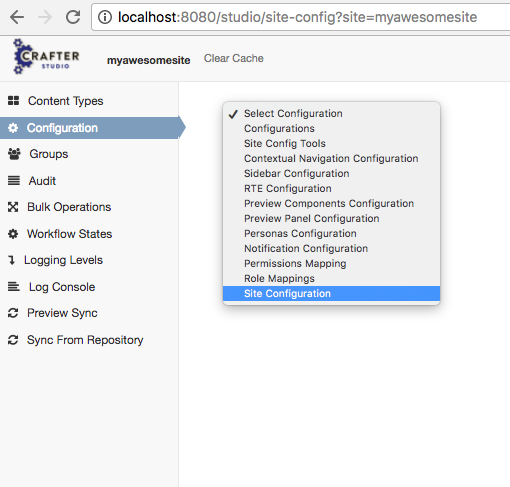 localhost:8080/studio/site-config?site=myawesomesite
CRAFTER
STUDIO
myawesomesite
Clear Cache
Content Types
Configuration
Groups
Audit
Bulk Operations
Workflow States
Logging Levels
Log Console
Preview Sync
Sync From Repository
Select Configuration
Configurations
Site Config Tools
Contextual Navigation Configuration
Sidebar Configuration
RTE Configuration
Preview Components Configuration
Preview Panel Configuration
Personas Configuration
Notification Configuration
Permissions Mapping
Role Mappings
Site Configuration